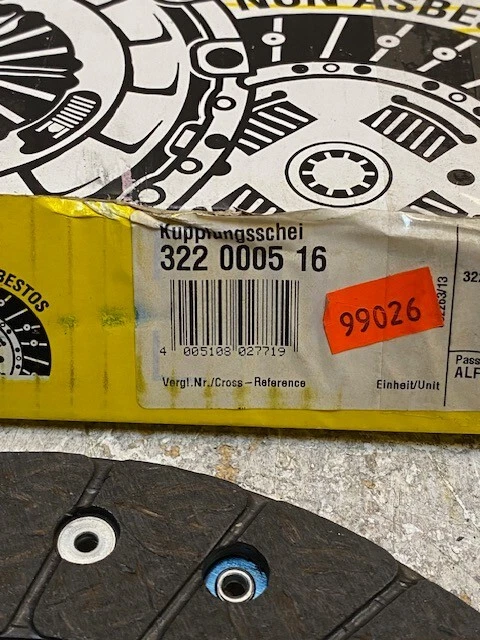 NON ASBE
BESTOS
Kupplungsschei
322 0005 16
99026
4 005108 027719
Vergl.Nr./Cross-Reference
Einheit/Unit
32
Pass
ALF